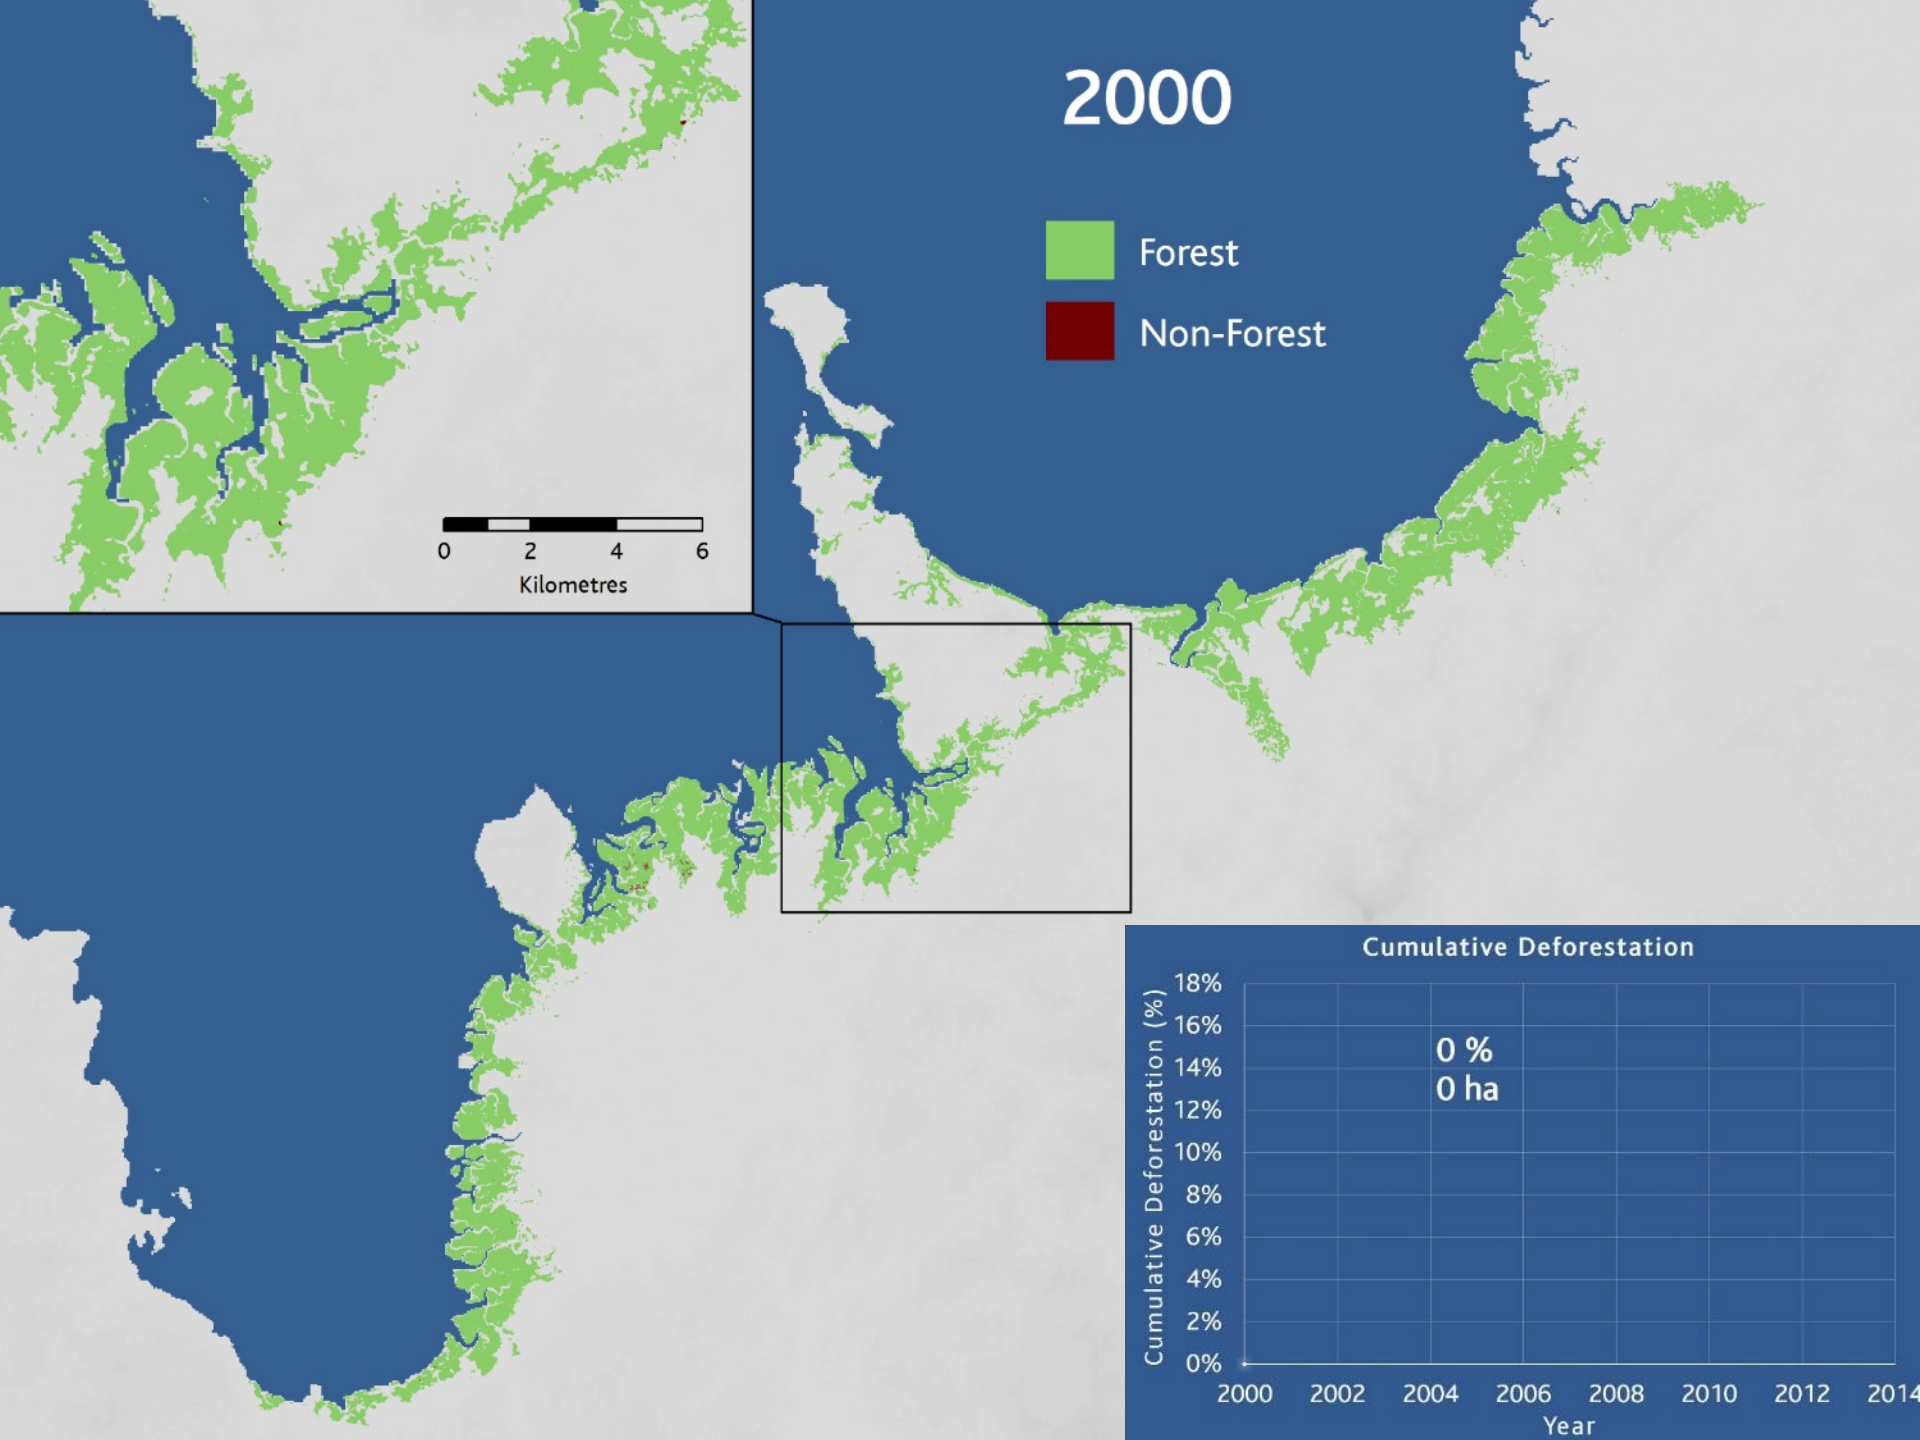 2000
Forest
Non-Forest
0 2 4 6
Kilometres
Cumulative Deforestation
Cumulative Deforestation (%)
18%
16%
14%
12%
10%
8%
6%
4%
2%
0%
0 %
0 ha
2000 2002 2004 2006 2008 2010 2012 2014
Year